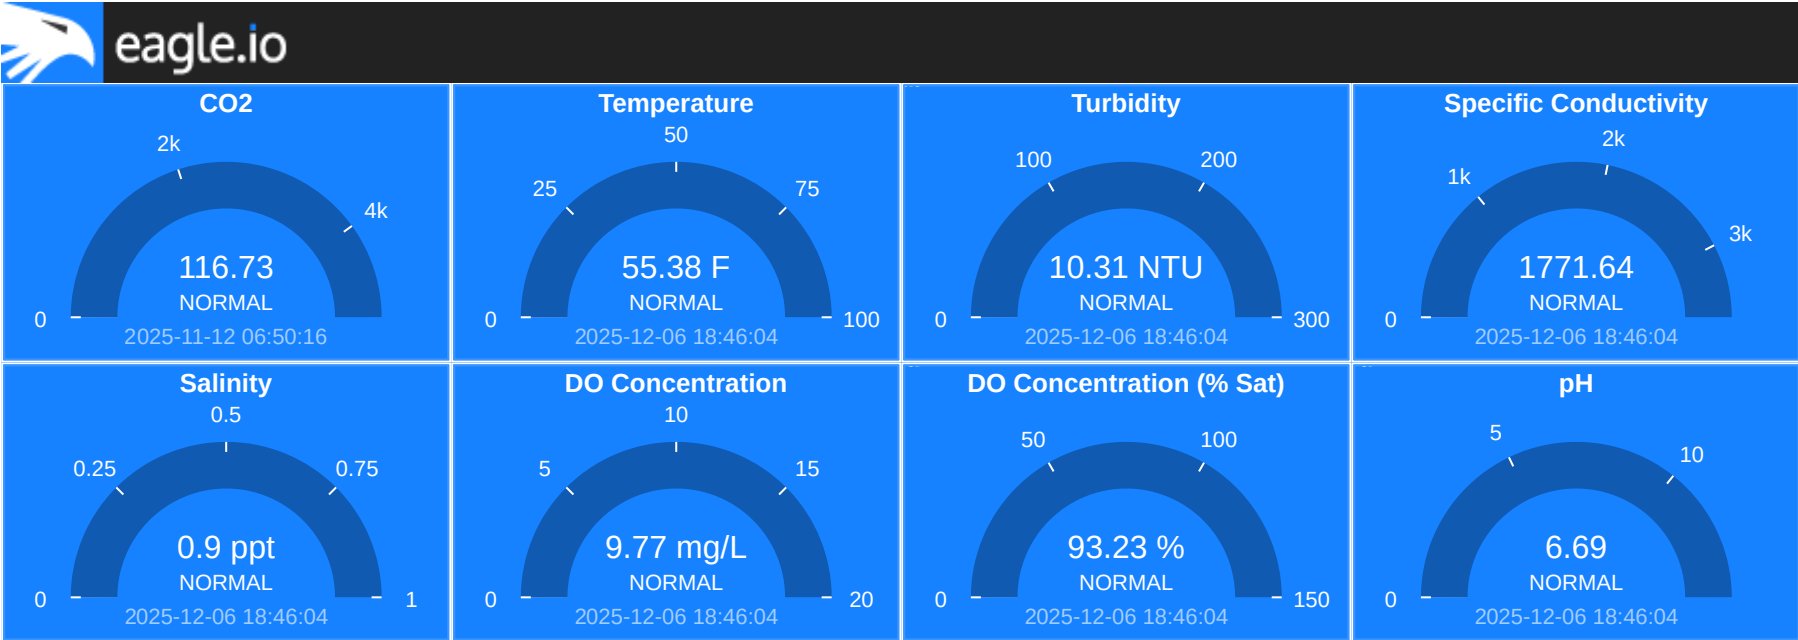 eagle.io
CO2
2k
4k
116.73
NORMAL
0
2025-11-12 06:50:16
Temperature
50
25
75
55.38 F
NORMAL
0
100
2025-12-06 18:46:04
Turbidity
100
200
10.31 NTU
NORMAL
0
300
2025-12-06 18:46:04
Specific Conductivity
2k
1k
3k
1771.64
NORMAL
0
2025-12-06 18:46:04
Salinity
0.5
0.25
0.75
0.9 ppt
NORMAL
0
1
2025-12-06 18:46:04
DO Concentration
10
5
15
9.77 mg/L
NORMAL
0
20
2025-12-06 18:46:04
DO Concentration (% Sat)
50
100
93.23 %
NORMAL
0
150
2025-12-06 18:46:04
pH
5
10
6.69
NORMAL
0
2025-12-06 18:46:04